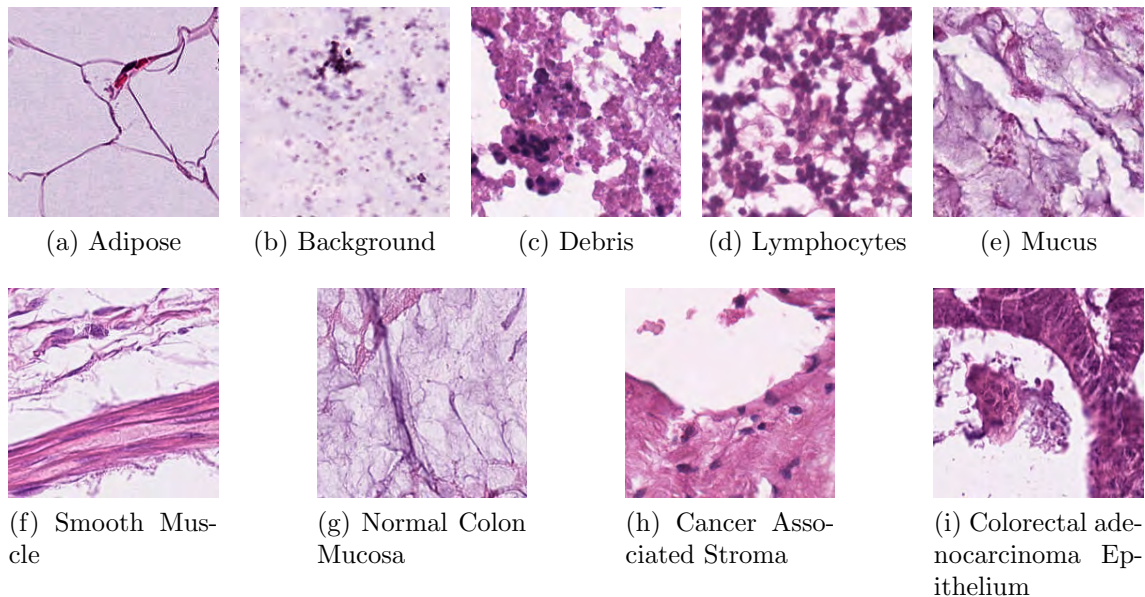 (a) Adipose
(b) Background
(c) Debris
(d) Lymphocytes
(e) Mucus
(f) Smooth Mus-
cle
(g) Normal Colon
Mucosa
(h) Cancer Asso-
ciated Stroma
(i) Colorectal ade-
nocarcinoma Ep-
ithelium